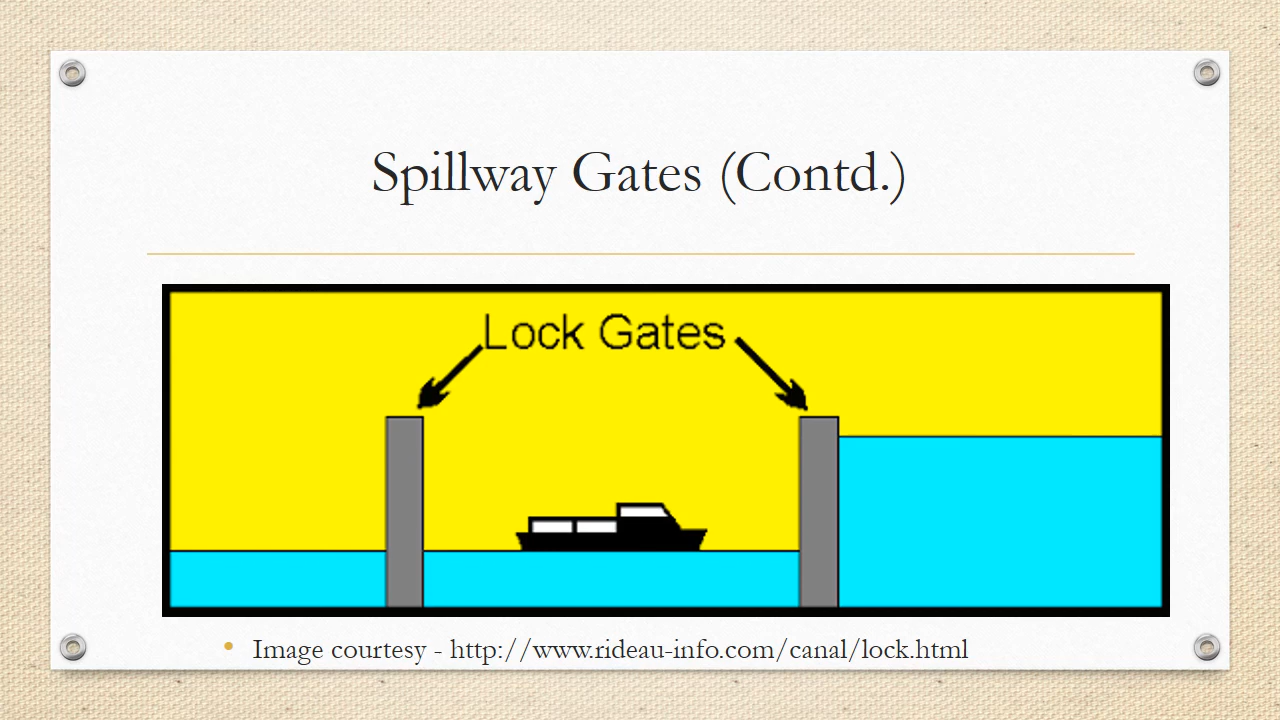 Spillway Gates (Contd.)
Lock Gates
• Image courtesy - http://www.rideau-info.com/canal/lock.html